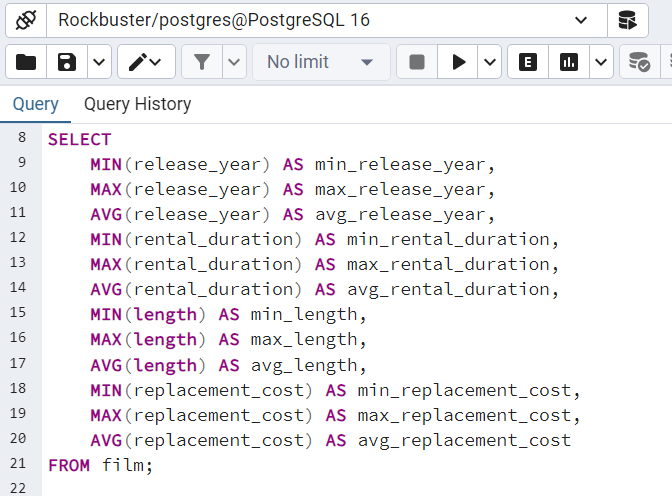 Rockbuster/postgres@PostgreSQL 16
No limit
E
Query Query History
8 SELECT
9 MIN(release_year) AS min_release_year,
10 MAX(release_year) AS max_release_year,
11 AVG(release_year) AS avg_release_year,
12 MIN(rental_duration) AS min_rental_duration,
13 MAX(rental_duration) AS max_rental_duration,
14 AVG(rental_duration) AS avg_rental_duration,
15 MIN(length) AS min_length,
16 MAX(length) AS max_length,
17 AVG(length) AS avg_length,
18 MIN(replacement_cost) AS min_replacement_cost,
19 MAX(replacement_cost) AS max_replacement_cost,
20 AVG(replacement_cost) AS avg_replacement_cost
21 FROM film;
22